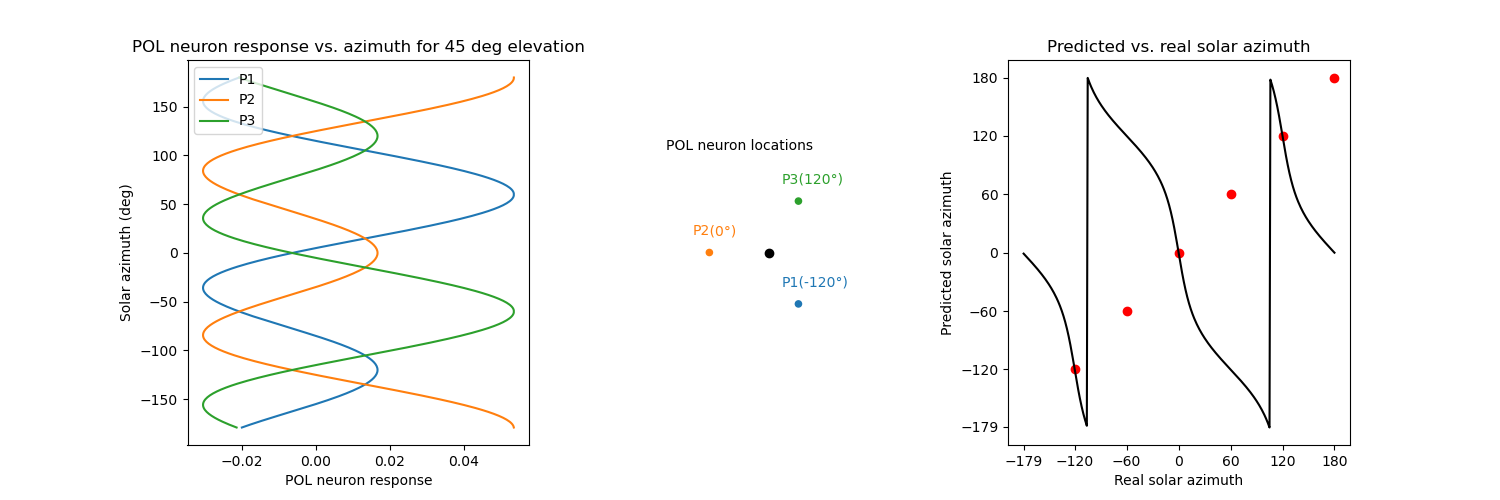 POL neuron response vs. azimuth for 45 deg elevation
P1
P2
P3
150
100
50
0
−50
−100
−150
Solar azimuth (deg)
−0.02
0.00
0.02
0.04
POL neuron response
POL neuron locations
P3(120°)
P2(0°)
P1(-120°)
Predicted vs. real solar azimuth
180
120
60
0
−60
−120
−179
Predicted solar azimuth
−179
−120
−60
0
60
120
180
Real solar azimuth